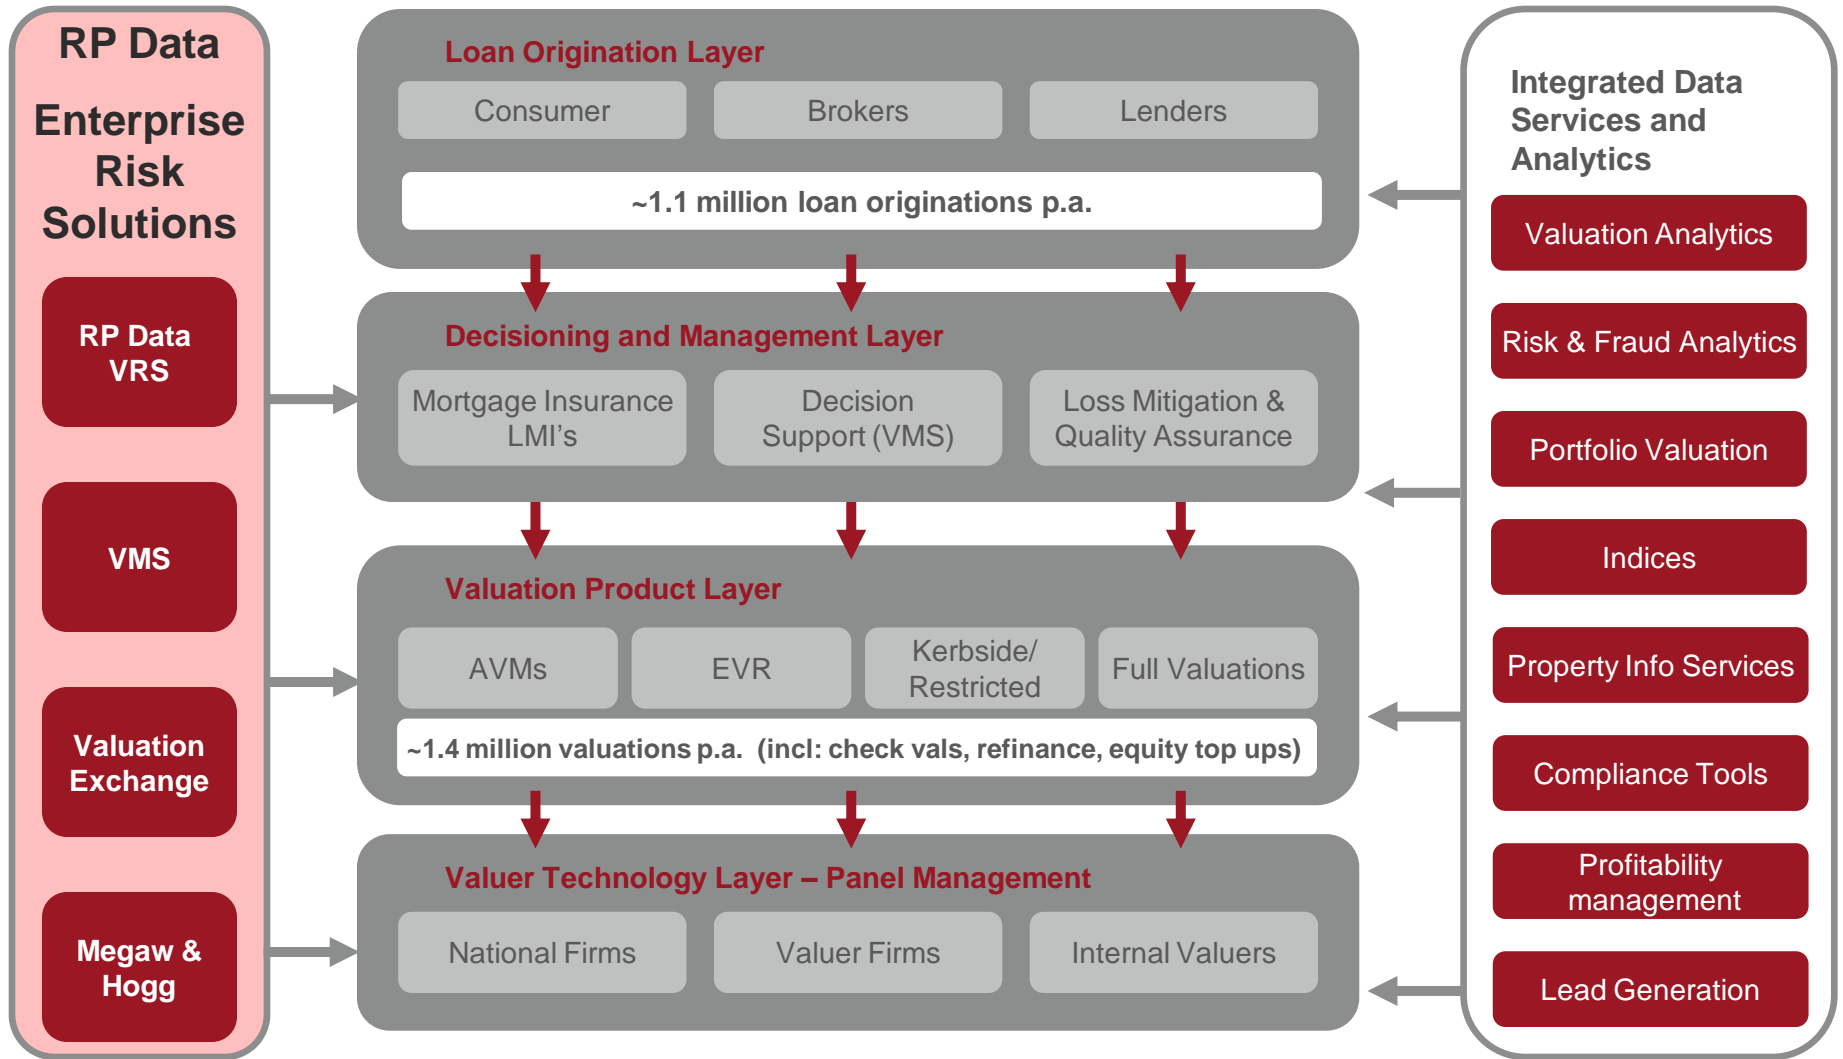 RP Data
Enterprise
Risk
Solutions
RP Data
VRS
VMS
Valuation
Exchange
Megaw &
Hogg
Loan Origination Layer
Consumer
Brokers
Lenders
~1.1 million loan originations p.a.
Decisioning and Management Layer
Mortgage Insurance
LMI's
Decision
Support (VMS)
Loss Mitigation &
Quality Assurance
Valuation Product Layer
AVMs
EVR
Kerbside/
Restricted
Full Valuations
~1.4 million valuations p.a. (incl: check vals, refinance, equity top ups)
Valuer Technology Layer – Panel Management
National Firms
Valuer Firms
Internal Valuers
Integrated Data
Services and
Analytics
Valuation Analytics
Risk & Fraud Analytics
Portfolio Valuation
Indices
Property Info Services
Compliance Tools
Profitability
management
Lead Generation